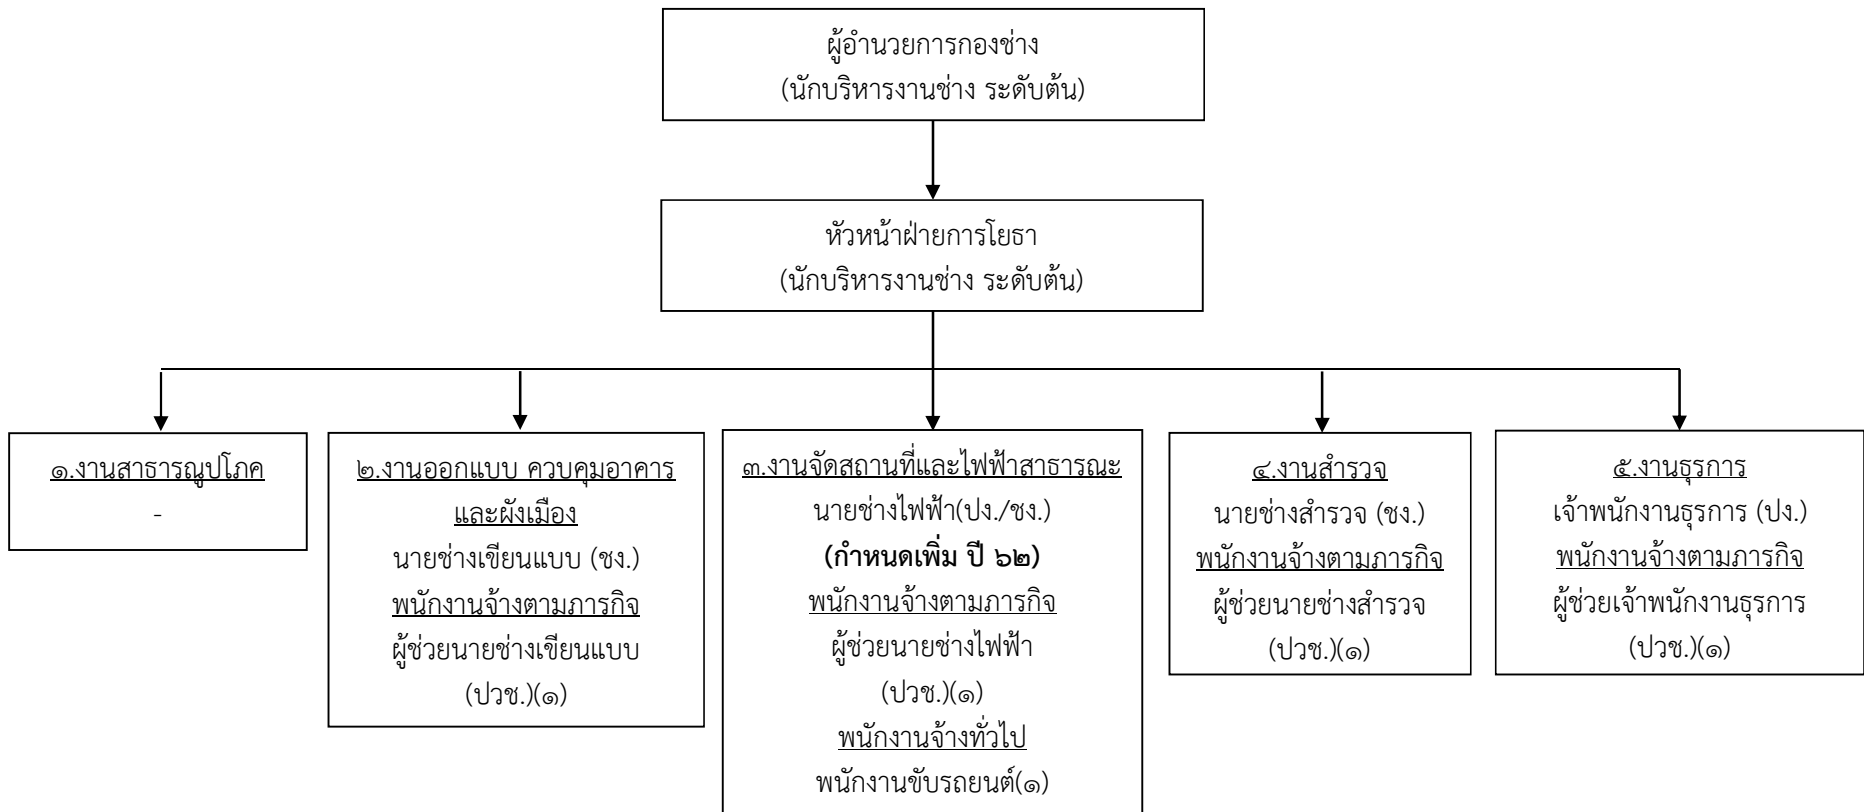 ผู้อำนวยการกองช่าง
(นักบริหารงานช่าง ระดับต้น)
หัวหน้าฝ่ายการโยธา
(นักบริหารงานช่าง ระดับต้น)
๑.งานสาธารณูปโภค
-
๒.งานออกแบบ ควบคุมอาคาร
และผังเมือง
นายช่างเขียนแบบ (ชง.)
พนักงานจ้างตามภารกิจ
ผู้ช่วยนายช่างเขียนแบบ
(ปวช.)(๑)
๓.งานจัดสถานที่และไฟฟ้าสาธารณะ
นายช่างไฟฟ้า(ปง./ชง.)
(กำหนดเพิ่ม ปี ๖๒)
พนักงานจ้างตามภารกิจ
ผู้ช่วยนายช่างไฟฟ้า
(ปวช.)(๑)
พนักงานจ้างทั่วไป
พนักงานขับรถยนต์(๑)
๔.งานสำรวจ
นายช่างสำรวจ (ชง.)
พนักงานจ้างตามภารกิจ
ผู้ช่วยนายช่างสำรวจ
(ปวช.)(๑)
๕.งานธุรการ
เจ้าพนักงานธุรการ (ปง.)
พนักงานจ้างตามภารกิจ
ผู้ช่วยเจ้าพนักงานธุรการ
(ปวช.)(๑)